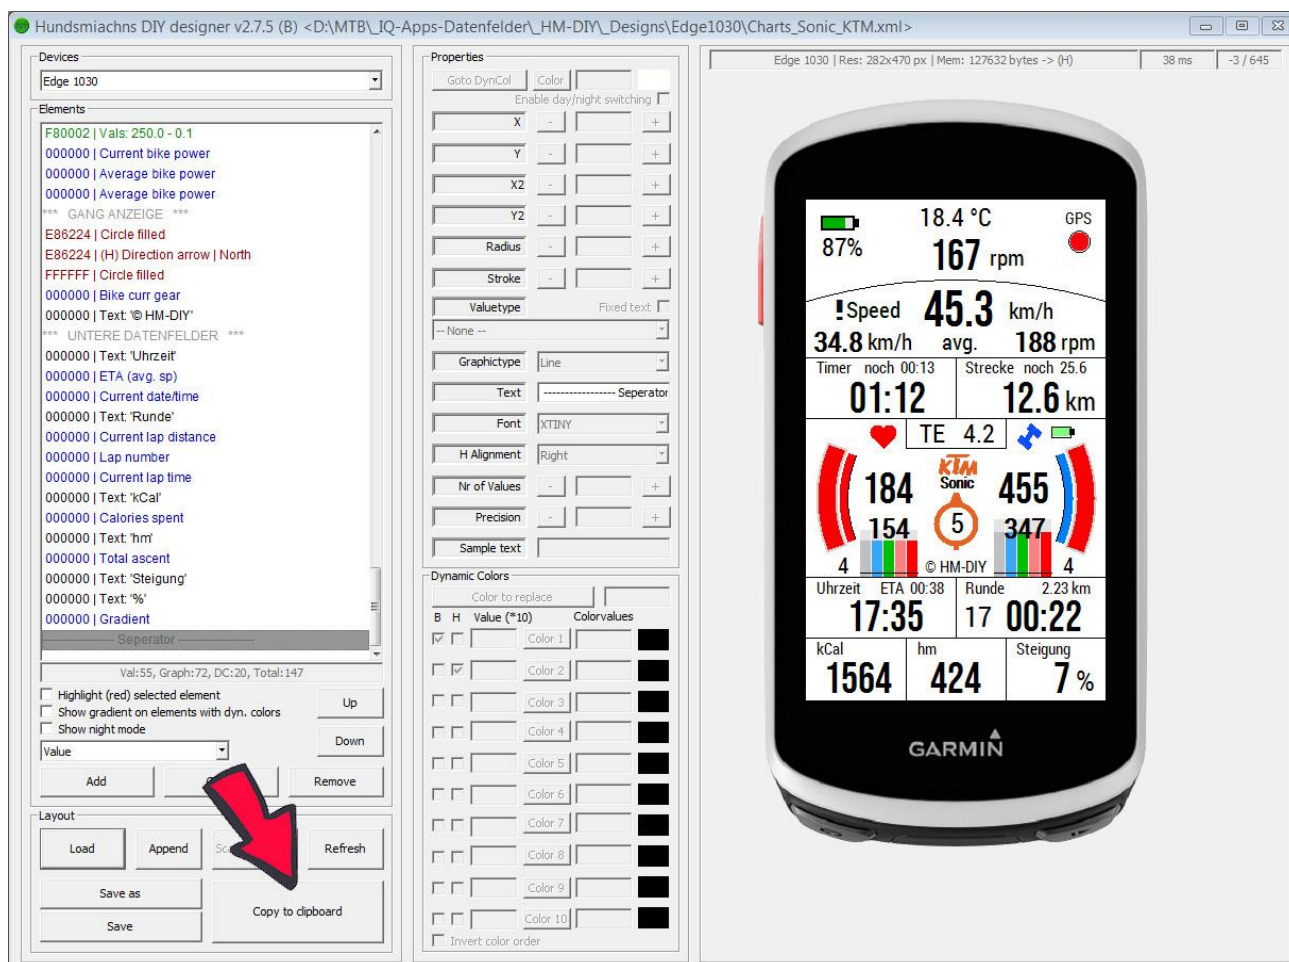 Hundsmiachns DIY designer v2.7.5 (B) <D:\MTB\_IQ-Apps-Datenfelder\_HM-DIY\_Designs\Edge1030\Charts_Sonic_KTM.xml>
Devices
Edge 1030
Elements
F80002 | Vals: 250.0 - 0.1
000000 | Current bike power
000000 | Average bike power
000000 | Average bike power
*** GANG ANZEIGE ***
E86224 | Circle filled
E86224 | (H) Direction arrow | North
FFFFFF | Circle filled
000000 | Bike curr gear
000000 | Text: '© HM-DIY'
*** UNTERE DATENFELDER ***
000000 | Text: 'Uhrzeit'
000000 | ETA (avg. sp)
000000 | Current date/time
000000 | Text: 'Runde'
000000 | Current lap distance
000000 | Lap number
000000 | Current lap time
000000 | Text: 'kCal'
000000 | Calories spent
000000 | Text: 'hm'
000000 | Total ascent
000000 | Text: 'Steigung'
000000 | Text: '%'
000000 | Gradient
----------------- Seperator -----------------
Val:55, Graph:72, DC:20, Total:147
Highlight (red) selected element
Show gradient on elements with dyn. colors
Show night mode
Up
Down
Value
Add
Remove
Layout
Load
Append
Refresh
Save as
Save
Copy to clipboard
Properties
Goto DynCol
Color
Enable day/night switching
X - +
Y - +
X2 - +
Y2 - +
Radius - +
Stroke - +
Valuetype
Fixed text
-- None --
Graphictype
Line
Text
----------------- Seperator
Font
XTINY
H Alignment
Right
Nr of Values - +
Precision - +
Sample text
Dynamic Colors
Color to replace
B H Value (*10) Colorvalues
Color 1
Color 2
Color 3
Color 4
Color 5
Color 6
Color 7
Color 8
Color 9
Color 10
Invert color order
Edge 1030 | Res: 282x470 px | Mem: 127632 bytes -> (H)
38 ms
-3 / 645
18.4 °C
GPS
87%
167 rpm
!Speed 45.3 km/h
34.8 km/h avg. 188 rpm
Timer noch 00:13
Strecke noch 25.6
01:12
12.6 km
TE 4.2
KTM
Sonic
184
455
154
5
347
4
© HM-DIY
4
Uhrzeit ETA 00:38
Runde 2.23 km
17:35
17 00:22
kCal
hm
Steigung
1564
424
7 %
GARMIN